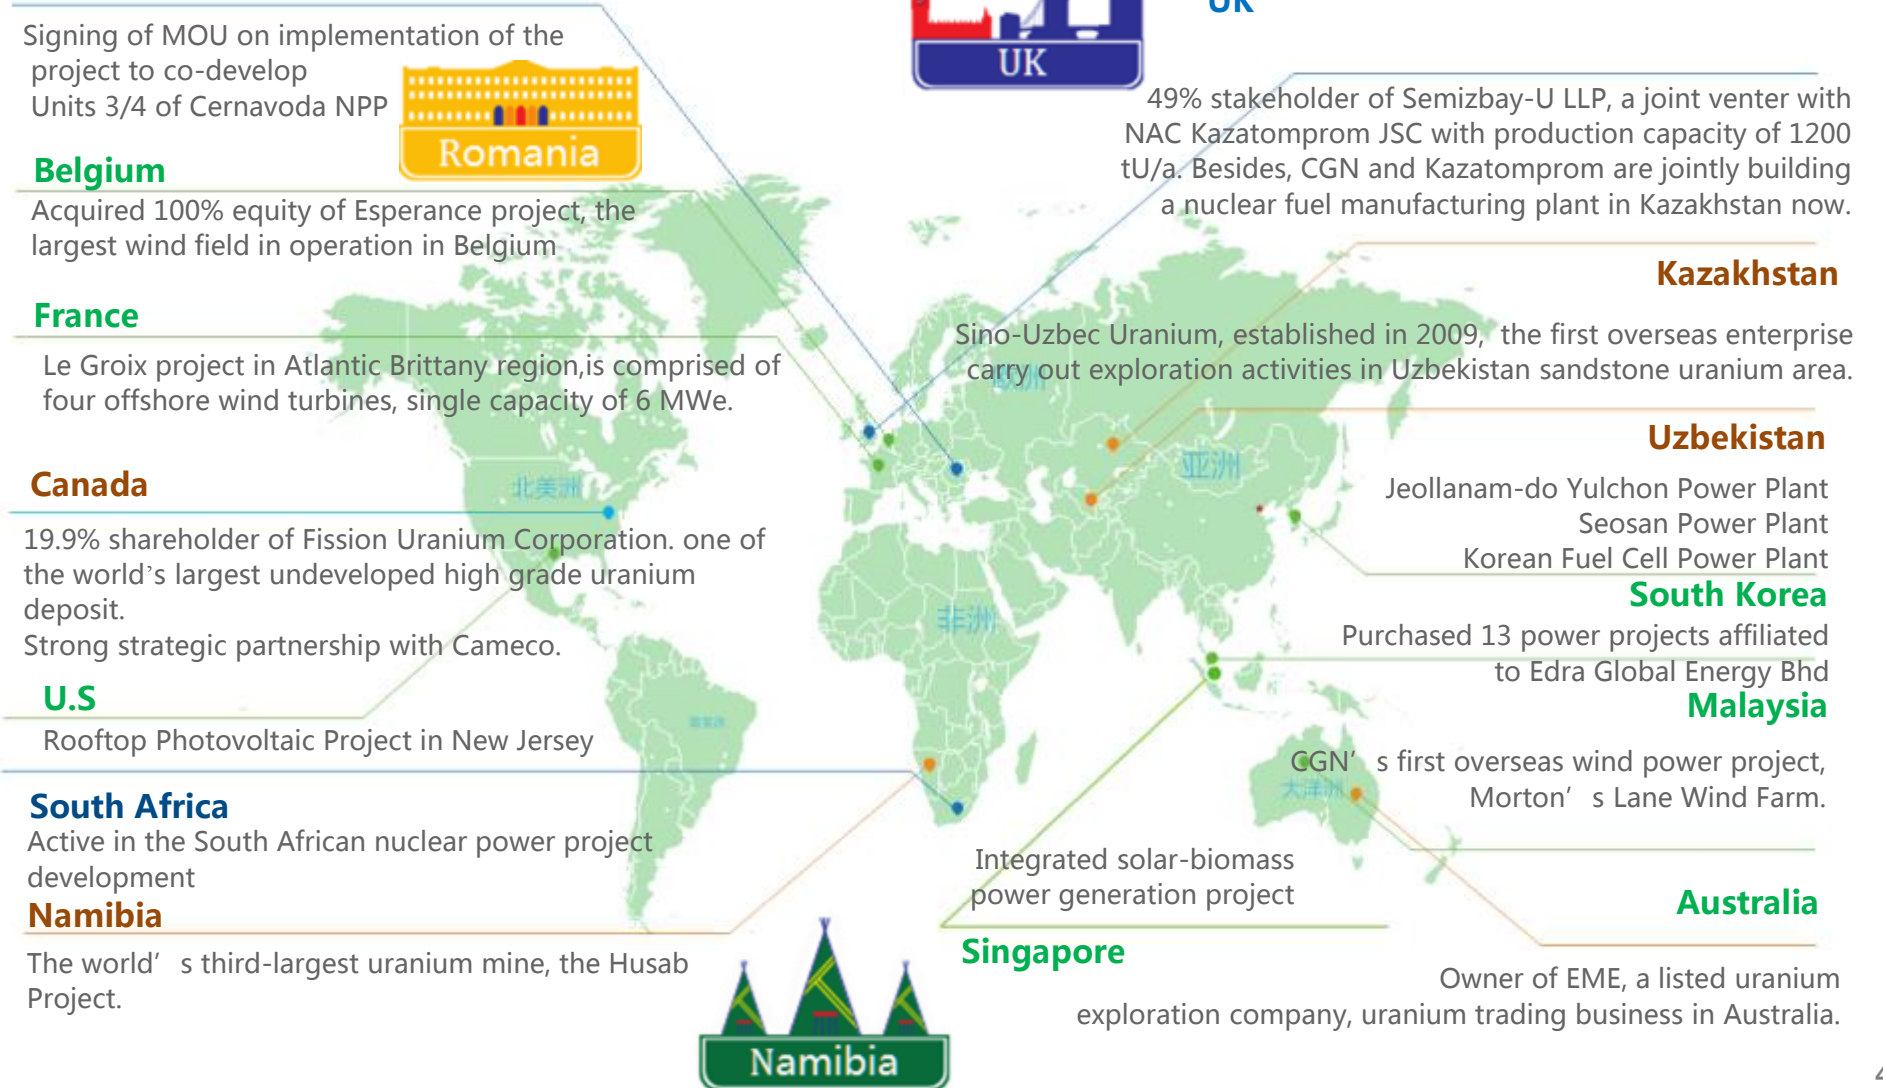 Signing of MOU on implementation of the
project to co-develop
Units 3/4 of Cernavoda NPP
Romania
Belgium
Acquired 100% equity of Esperance project, the
largest wind field in operation in Belgium
France
Le Groix project in Atlantic Brittany region,is comprised of
four offshore wind turbines, single capacity of 6 MWe.
Canada
19.9% shareholder of Fission Uranium Corporation. one of
the world's largest undeveloped high grade uranium
deposit.
Strong strategic partnership with Cameco.
U.S
Rooftop Photovoltaic Project in New Jersey
South Africa
Active in the South African nuclear power project
development
Namibia
The world' s third-largest uranium mine, the Husab
Project.
Namibia
UK
UK
49% stakeholder of Semizbay-U LLP, a joint venter with
NAC Kazatomprom JSC with production capacity of 1200
tU/a. Besides, CGN and Kazatomprom are jointly building
a nuclear fuel manufacturing plant in Kazakhstan now.
Kazakhstan
Sino-Uzbec Uranium, established in 2009, the first overseas enterprise
carry out exploration activities in Uzbekistan sandstone uranium area.
Uzbekistan
Jeollanam-do Yulchon Power Plant
Seosan Power Plant
Korean Fuel Cell Power Plant
South Korea
Purchased 13 power projects affiliated
to Edra Global Energy Bhd
Malaysia
CGN' s first overseas wind power project,
Morton' s Lane Wind Farm.
Australia
Integrated solar-biomass
power generation project
Singapore
Owner of EME, a listed uranium
exploration company, uranium trading business in Australia.
北美洲
欧洲
亚洲
非洲
大洋洲
4